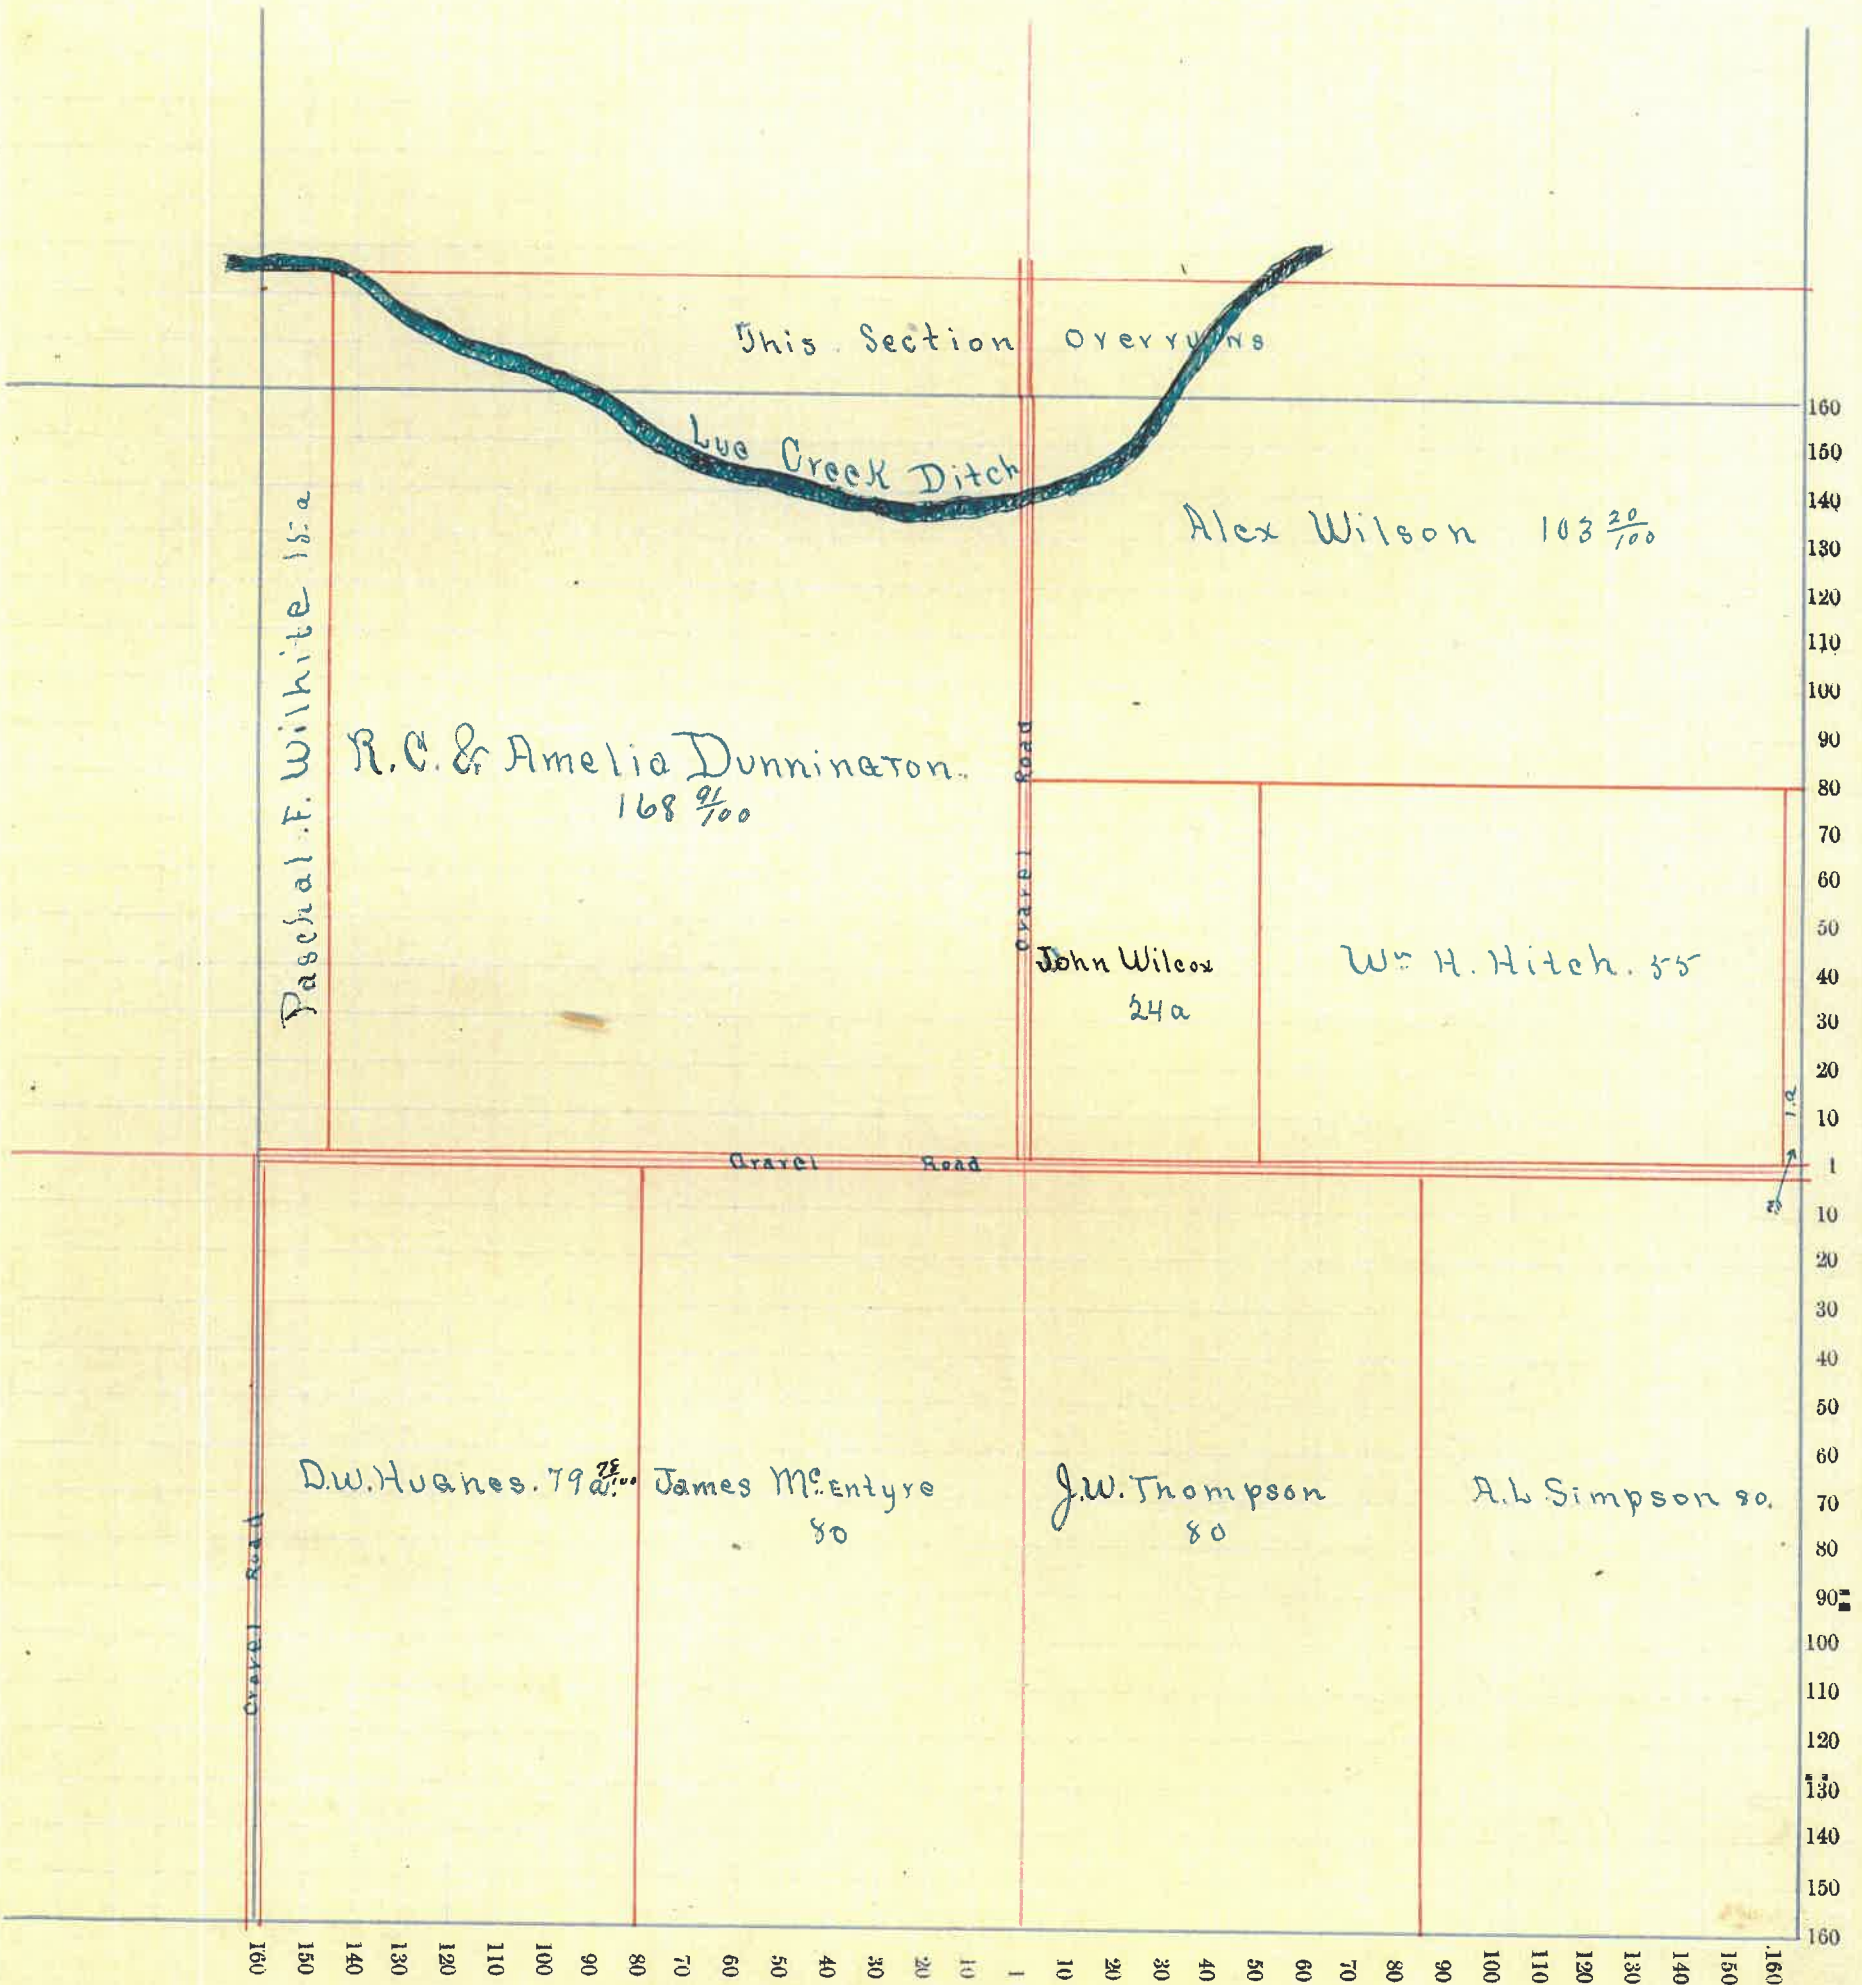 This Section Overruns
Lue Creek Ditch
Alex Wilson 103 20/100
Paschal F. Wilhite 15 a
R.C. & Amelia Dunnington.
168 91/100
Gravel Road
John Wilcox
24 a
Wm H. Hitch. 55
1.a
Gravel Road
D.W. Hughes. 79 a 78/100
James McEntyre
80
J.W. Thompson
80
A.L. Simpson 80.
Gravel Road
160
150
140
130
120
110
100
90
80
70
60
50
40
30
20
10
1
10
20
30
40
50
60
70
80
90
100
110
120
130
140
150
160
160 150 140 130 120 110 100 90 80 70 60 50 40 30 20 10 1 10 20 30 40 50 60 70 80 90 100 110 120 130 140 150 160